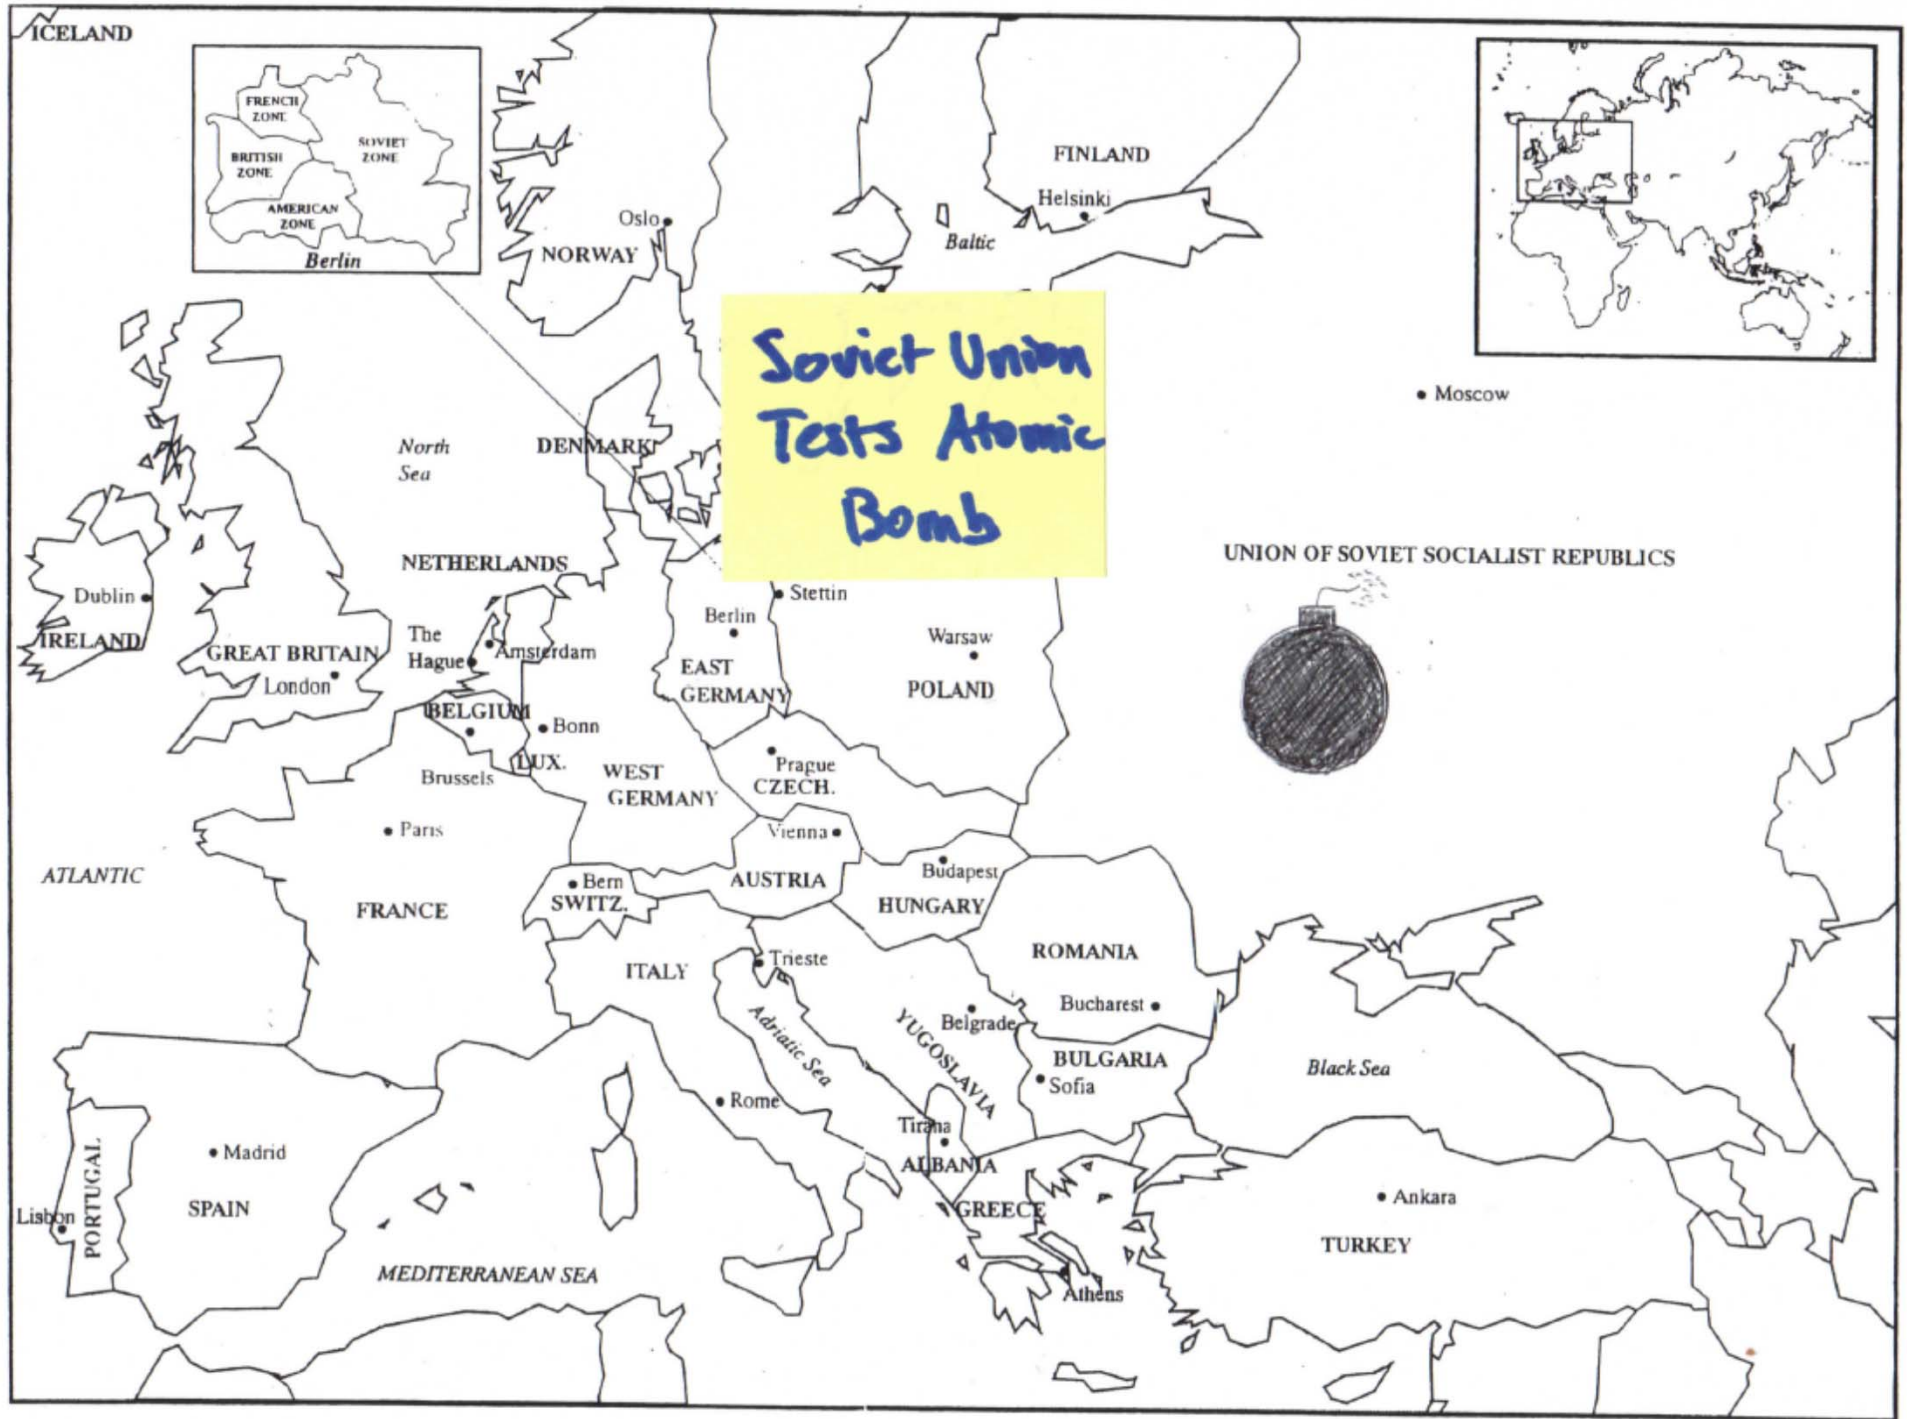 ICELAND
FRENCH
ZONE
SOVIET
ZONE
BRITISH
ZONE
AMERICAN
ZONE
Berlin
FINLAND
Helsinki
Oslo
NORWAY
Baltic
Soviet Union
Tests Atomic
Bomb
Moscow
North
Sea
DENMARK
UNION OF SOVIET SOCIALIST REPUBLICS
NETHERLANDS
Dublin
IRELAND
Stettin
Berlin
The
Hague
Amsterdam
Warsaw
GREAT BRITAIN
London
EAST
GERMANY
POLAND
BELGIUM
Bonn
LUX.
Brussels
WEST
GERMANY
Prague
CZECH.
Paris
Vienna
ATLANTIC
Bern
SWITZ.
AUSTRIA
Budapest
HUNGARY
FRANCE
ITALY
Trieste
ROMANIA
Bucharest
Adriatic Sea
Belgrade
YUGOSLAVIA
BULGARIA
Sofia
Black Sea
Rome
Tirana
ALBANIA
Madrid
SPAIN
PORTUGAL
Lisbon
GREECE
Ankara
TURKEY
MEDITERRANEAN SEA
Athens